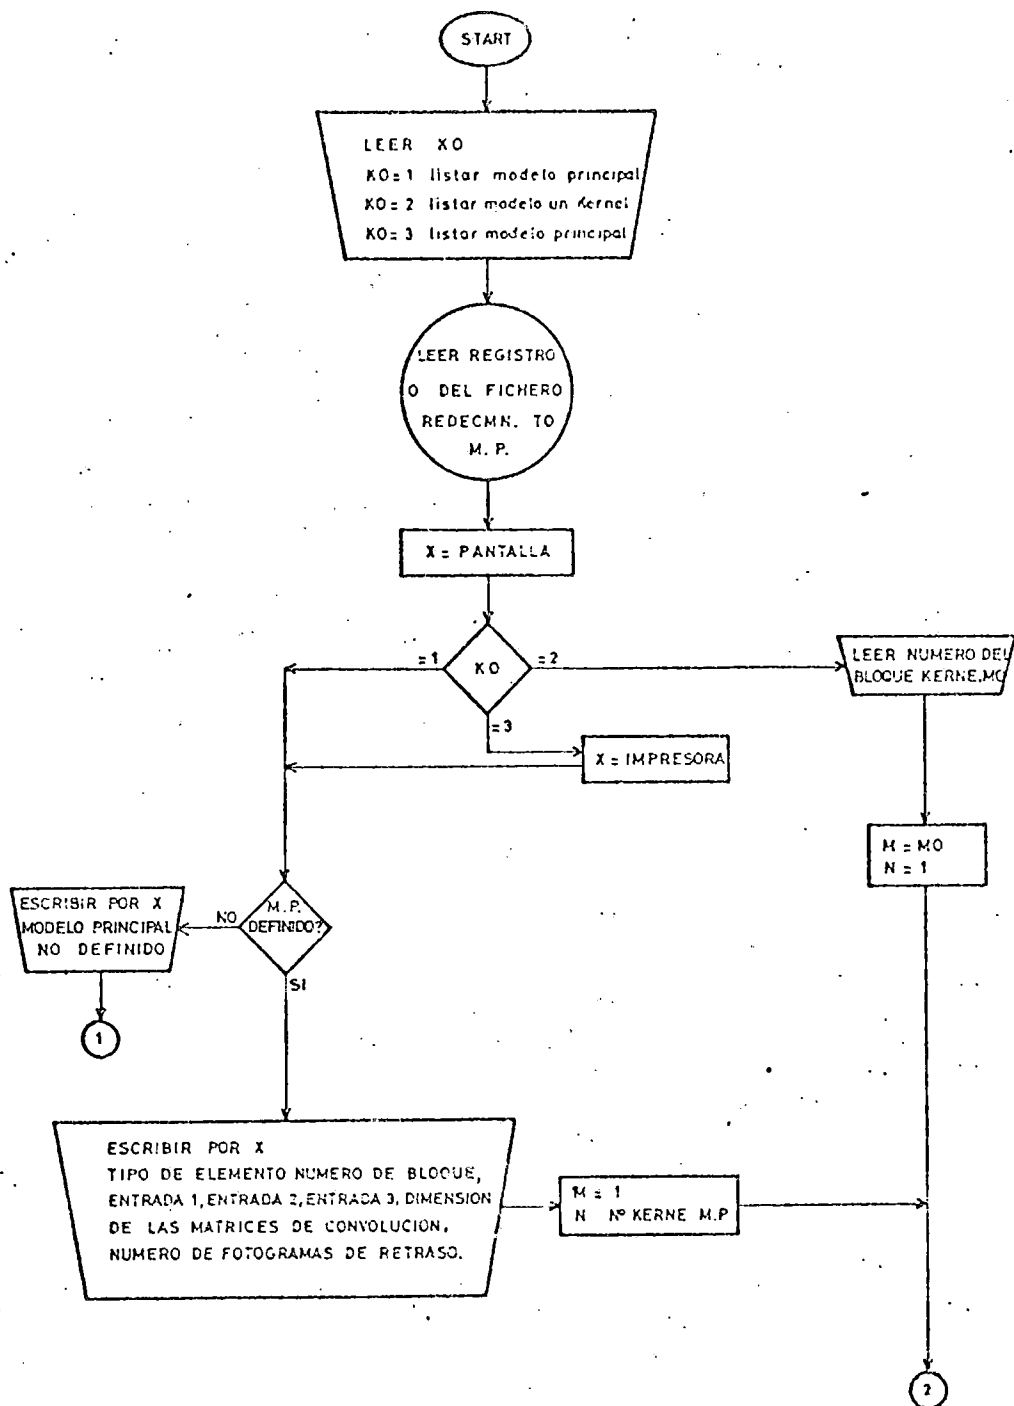 START
LEER KO
KO=1 listar modelo principal
KO=2 listar modelo un Kernel
KO=3 listar modelo principal
LEER REGISTRO
O DEL FICHERO
REDECMN. TO
M. P.
X = PANTALLA
KO
=1
=2
=3
LEER NUMERO DEL
BLOQUE KERNE.MO
X = IMPRESORA
M = MO
N = 1
M. P.
DEFINIDO?
NO
SI
ESCRIBIR POR X
MODELO PRINCIPAL
NO DEFINIDO
1
ESCRIBIR POR X
TIPO DE ELEMENTO NUMERO DE BLOQUE,
ENTRADA 1, ENTRADA 2, ENTRADA 3, DIMENSION
DE LAS MATRICES DE CONVOLUCION.
NUMERO DE FOTOGRAMAS DE RETRASO.
M = 1
N Nº KERNE M.P
2